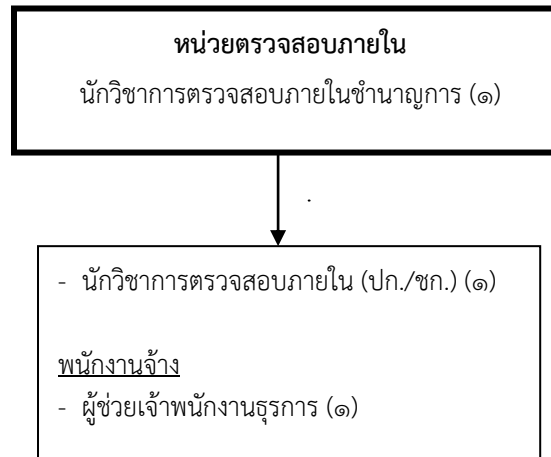 หน่วยตรวจสอบภายใน
นักวิชาการตรวจสอบภายในชำนาญการ (๑)
.
- นักวิชาการตรวจสอบภายใน (ปก./ชก.) (๑)
พนักงานจ้าง
- ผู้ช่วยเจ้าพนักงานธุรการ (๑)